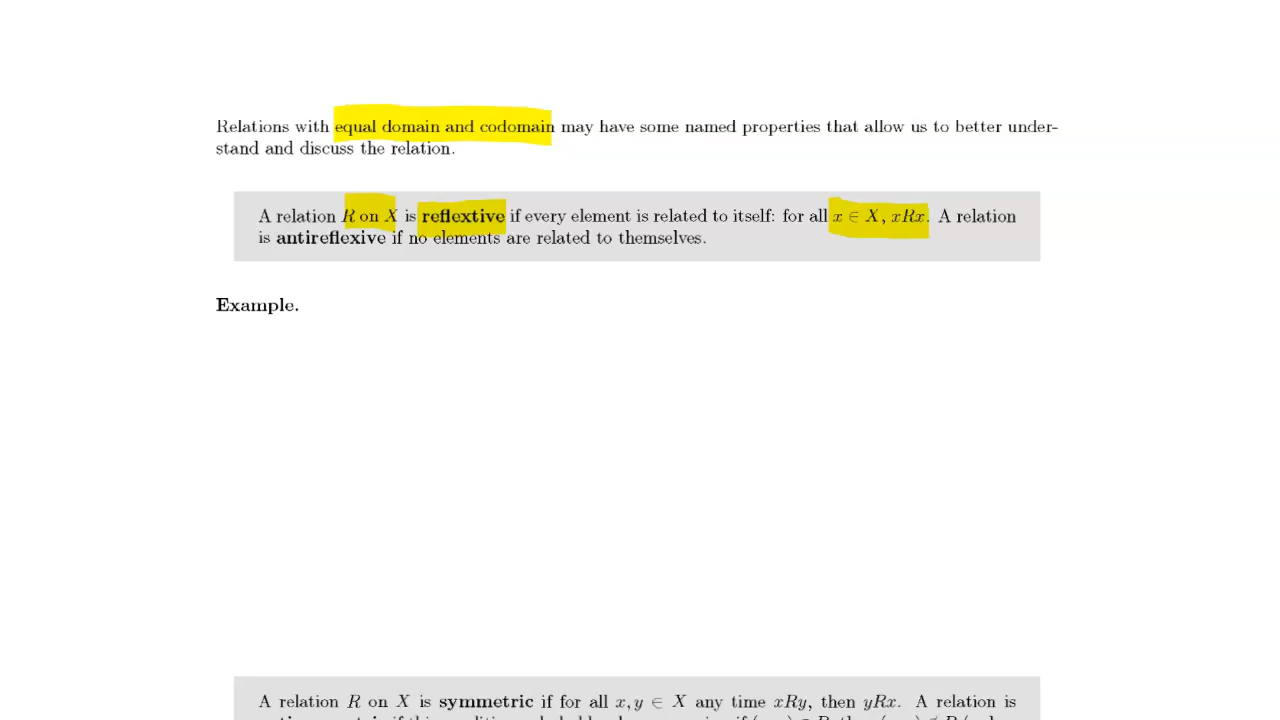 Relations with equal domain and codomain may have some named properties that allow us to better under-
stand and discuss the relation.
A relation R on X is reflextive if every element is related to itself: for all x ∈ X, xRx. A relation
is antireflexive if no elements are related to themselves.
Example.
A relation R on X is symmetric if for all x, y ∈ X any time xRy, then yRx. A relation is